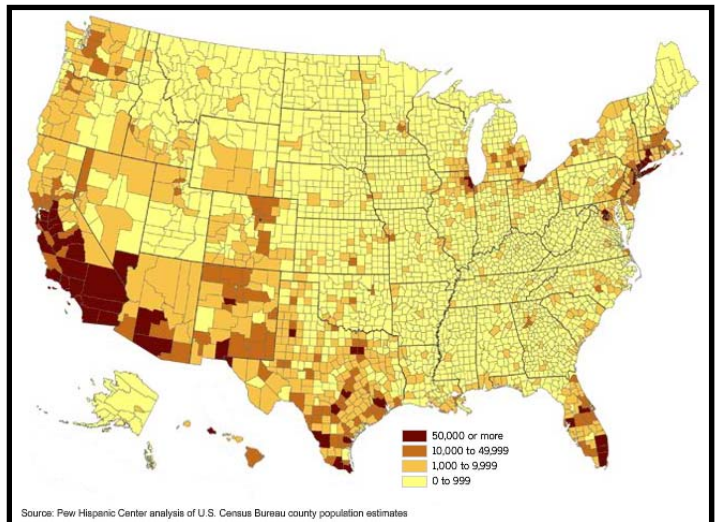 50,000 or more
10,000 to 49,999
1,000 to 9,999
0 to 999
Source: Pew Hispanic Center analysis of U.S. Census Bureau county population estimates